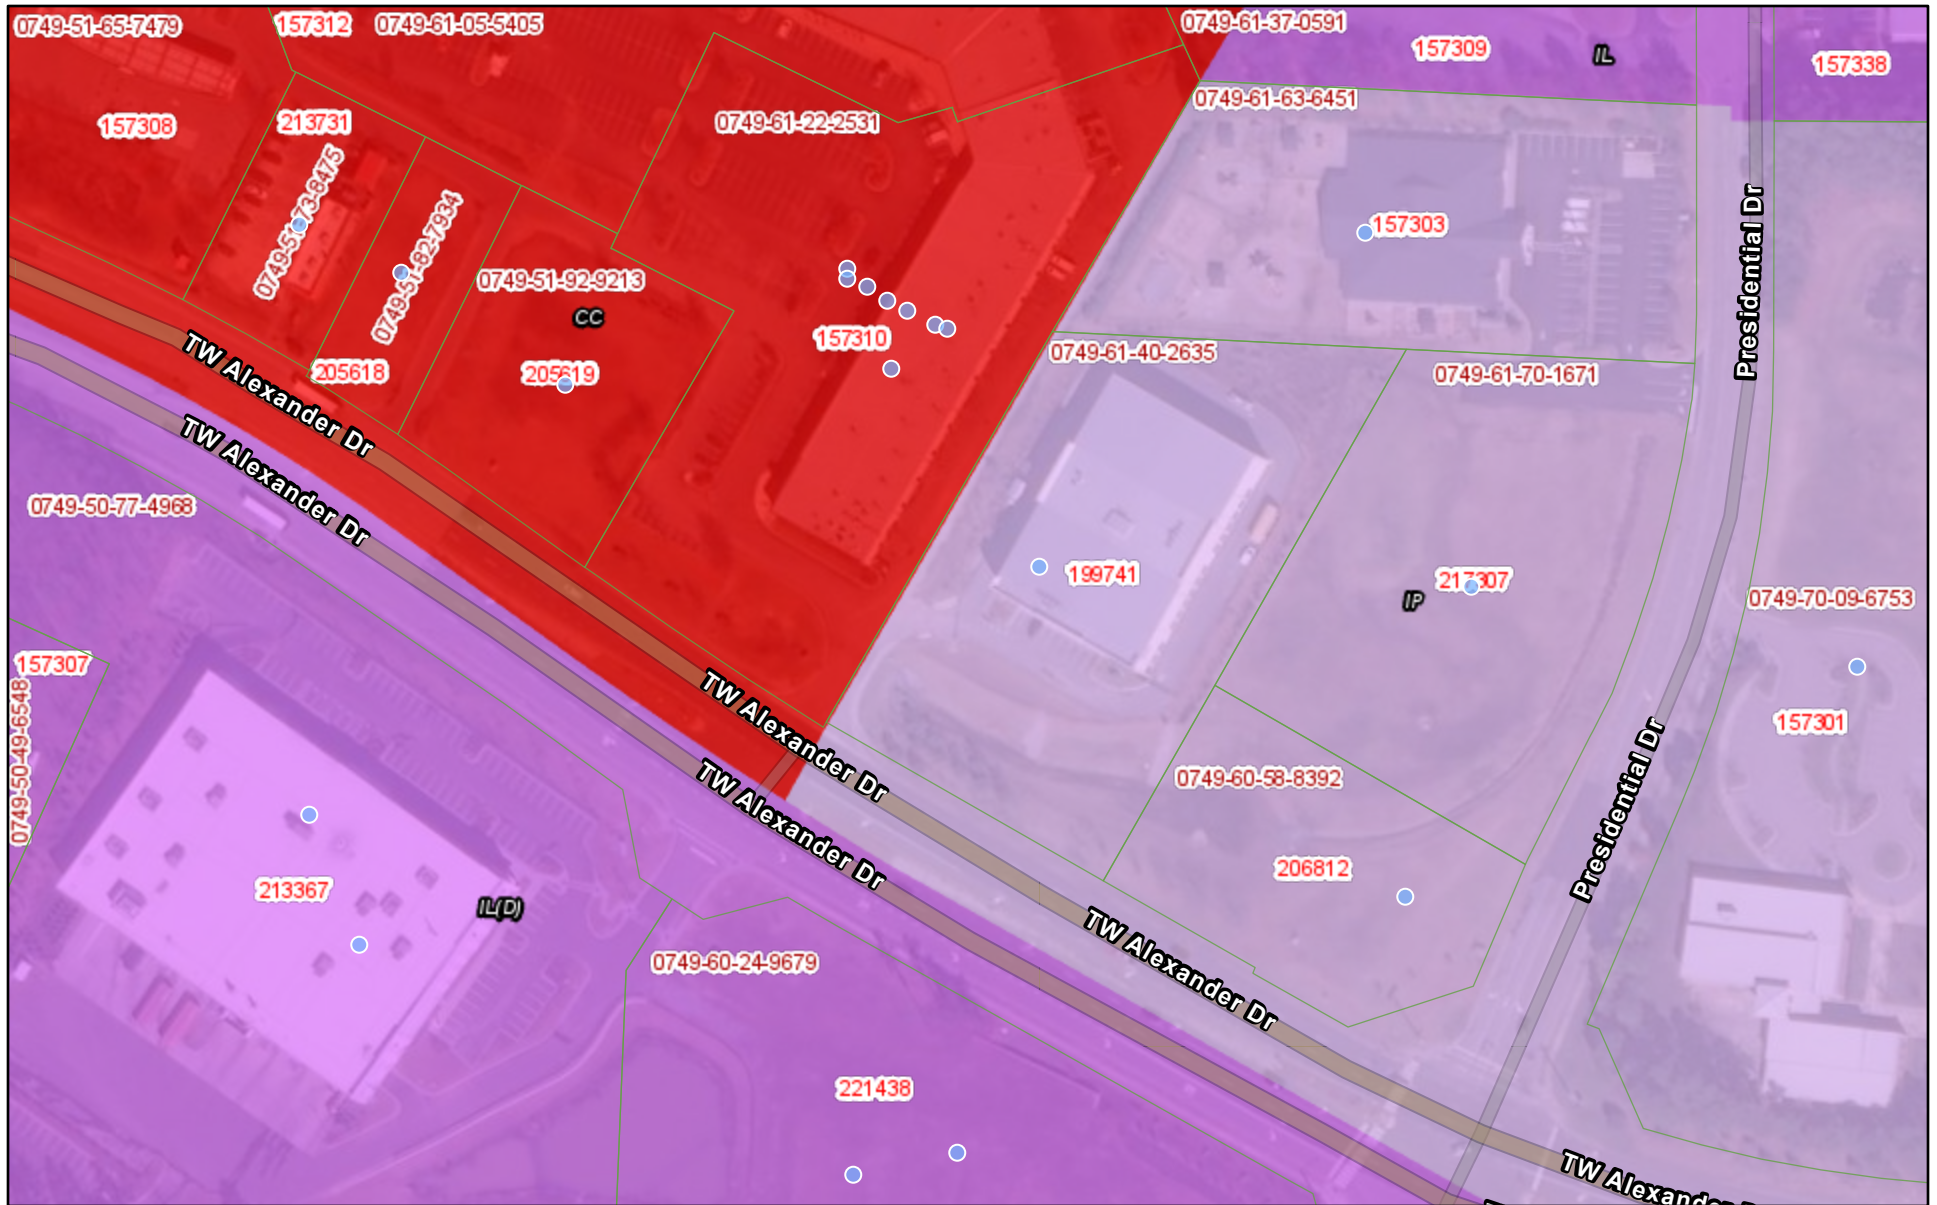 0749-51-65-7479
157312
0749-61-05-5405
0749-61-37-0591
157309
IL
157338
0749-61-63-6451
157308
213731
0749-61-22-2531
0749-51-73-8475
0749-51-82-7934
157303
Presidential Dr
0749-51-92-9213
CC
157310
0749-61-40-2635
205618
205619
0749-61-70-1671
TW Alexander Dr
TW Alexander Dr
0749-50-77-4968
199741
217307
IP
0749-70-09-6753
157307
0749-50-49-6548
TW Alexander Dr
TW Alexander Dr
157301
Presidential Dr
0749-60-58-8392
206812
213367
IL(D)
0749-60-24-9679
TW Alexander Dr
221438
TW Alexander